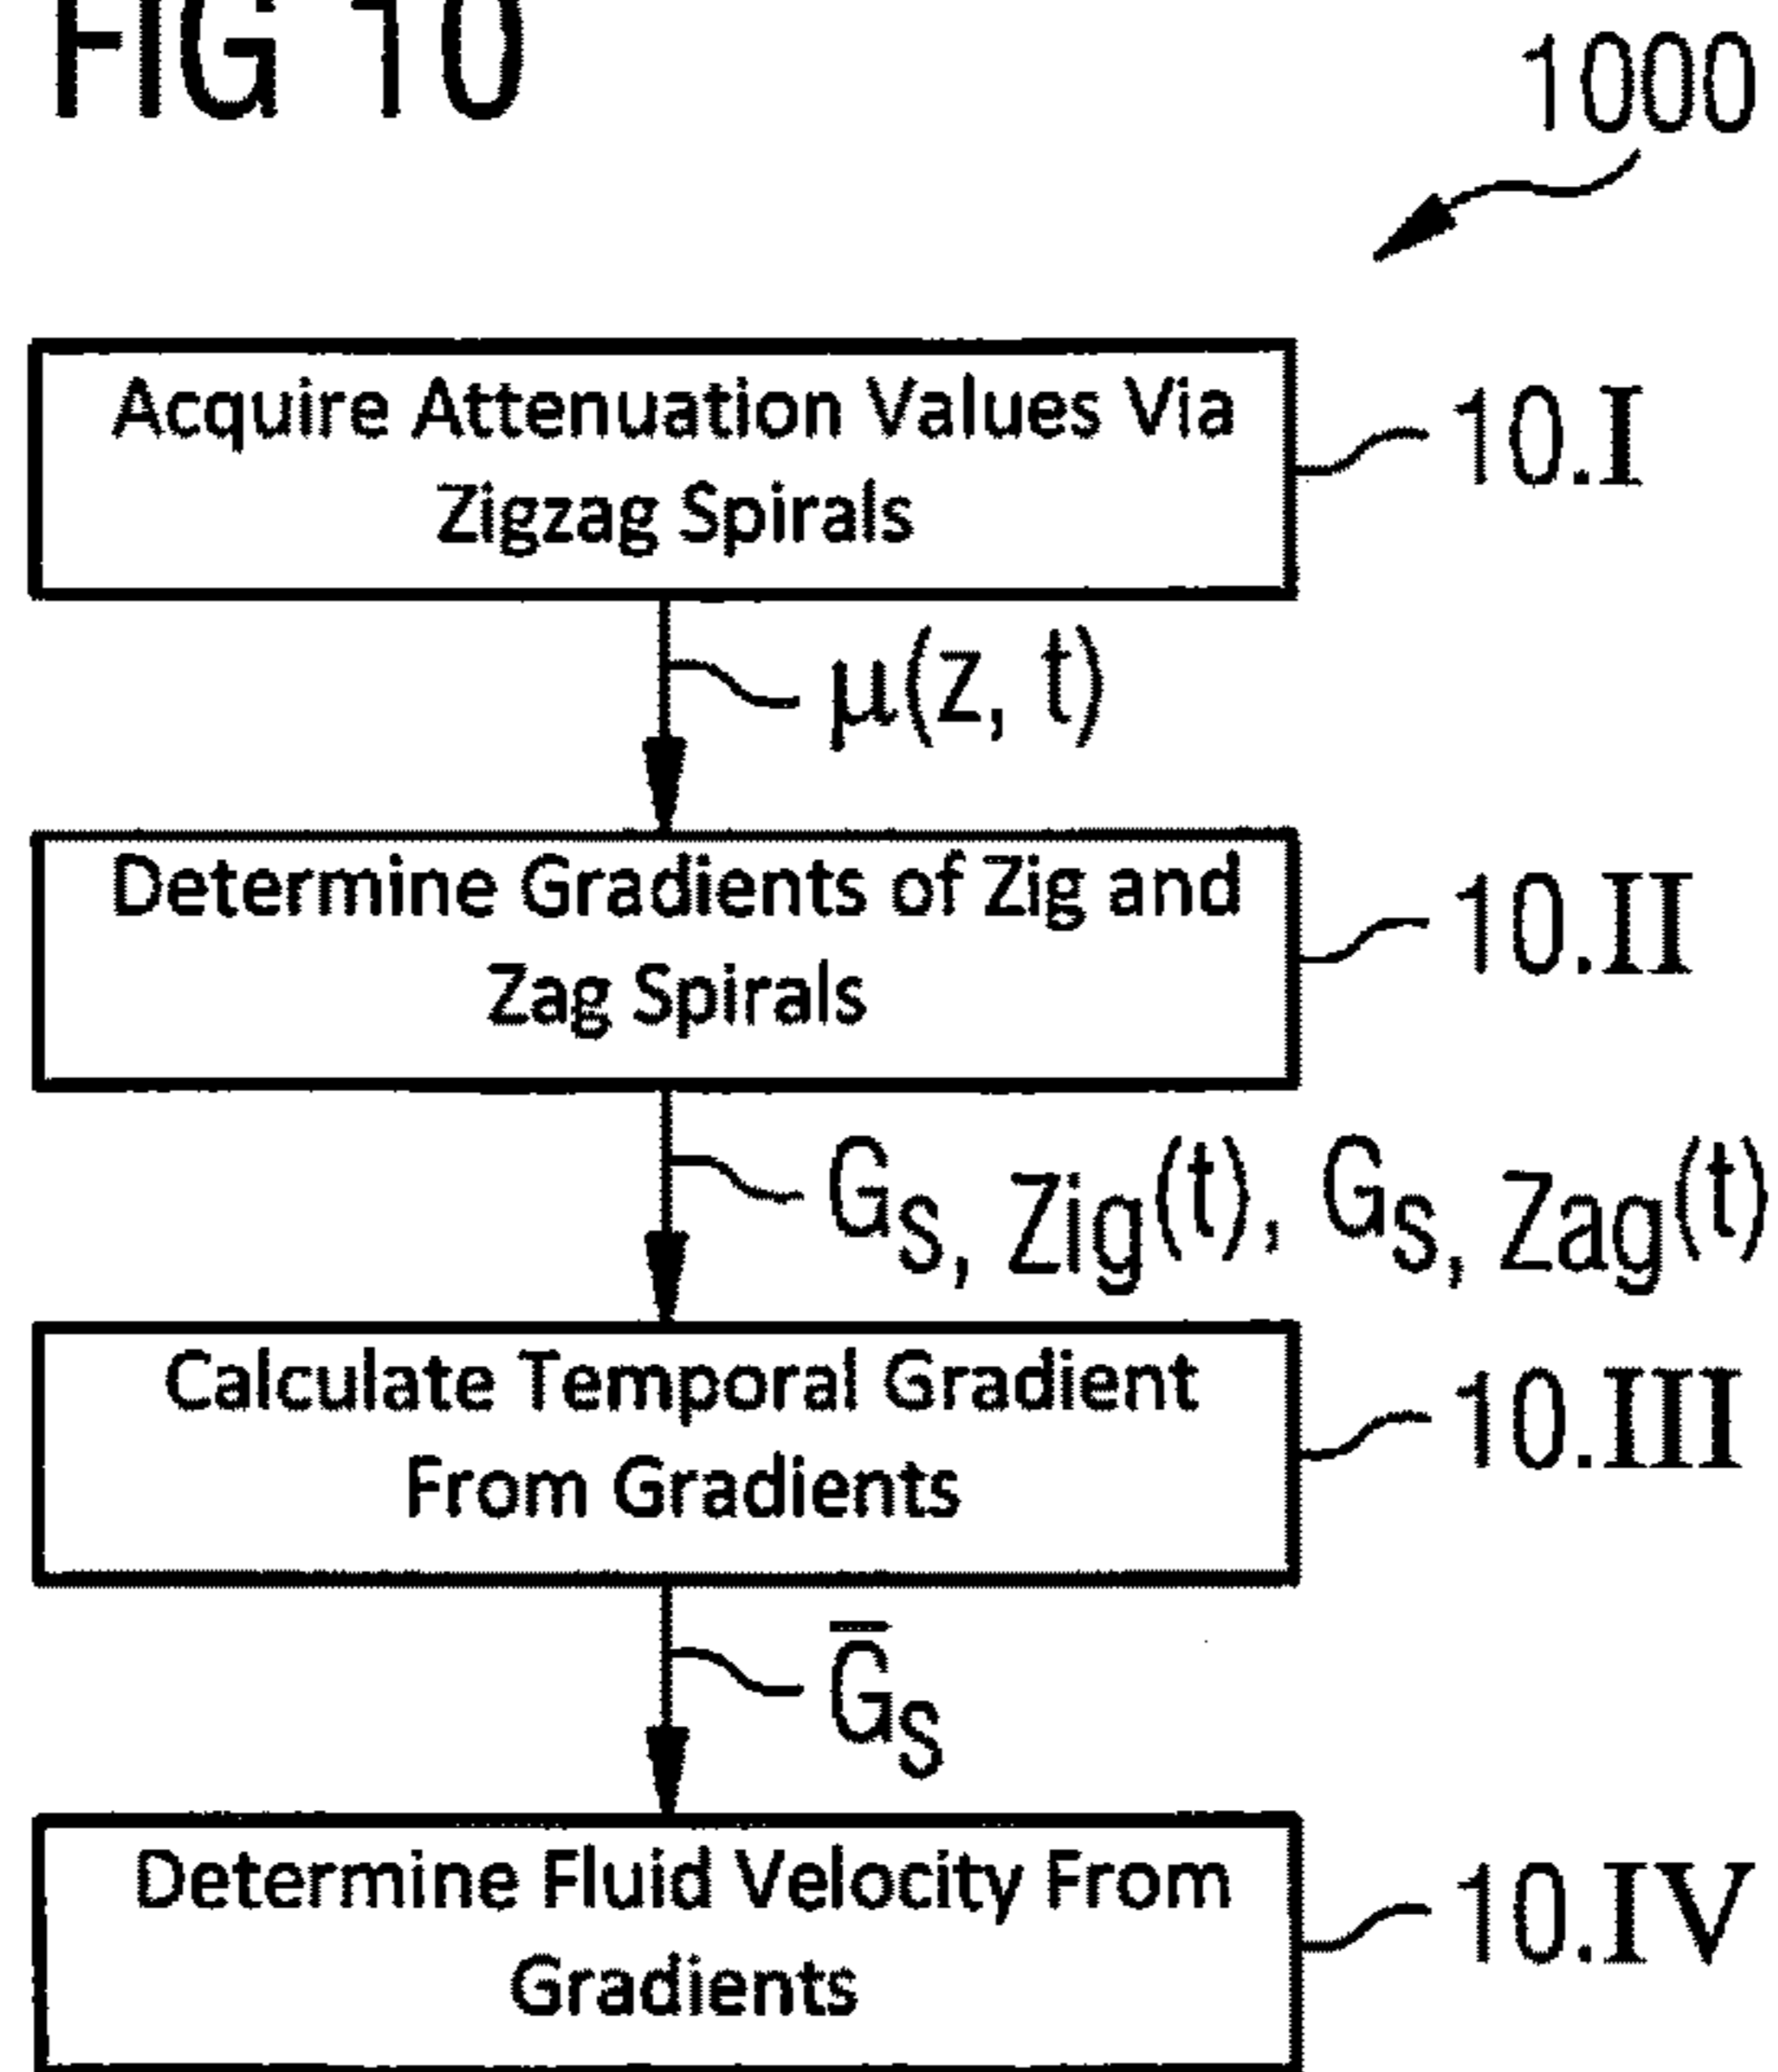 FIG 10
1000
Acquire Attenuation Values Via
Zigzag Spirals
10.I
μ(z, t)
Determine Gradients of Zig and
Zag Spirals
10.II
Gs, Zig(t), Gs, Zag(t)
Calculate Temporal Gradient
From Gradients
10.III
G̅s
Determine Fluid Velocity From
Gradients
10.IV